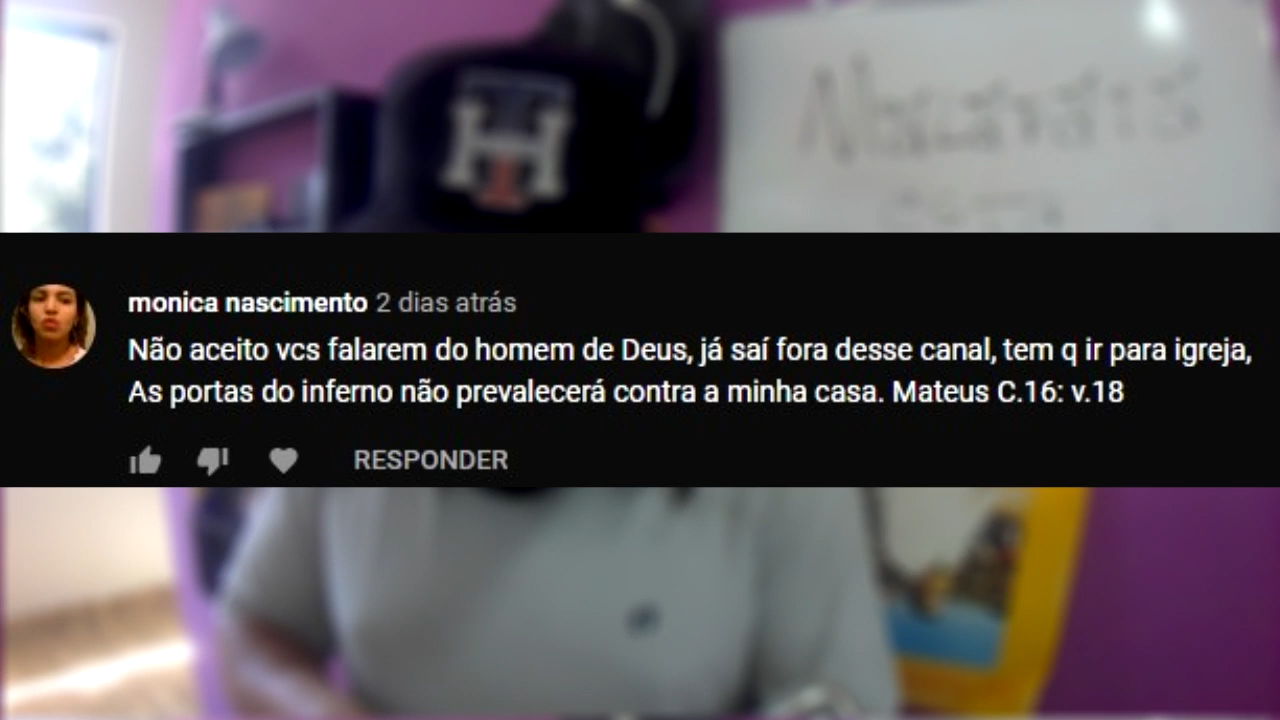 monica nascimento 2 dias atrás
Não aceito vcs falarem do homem de Deus, já saí fora desse canal, tem q ir para igreja,
As portas do inferno não prevalecerá contra a minha casa. Mateus C.16: v.18
RESPONDER